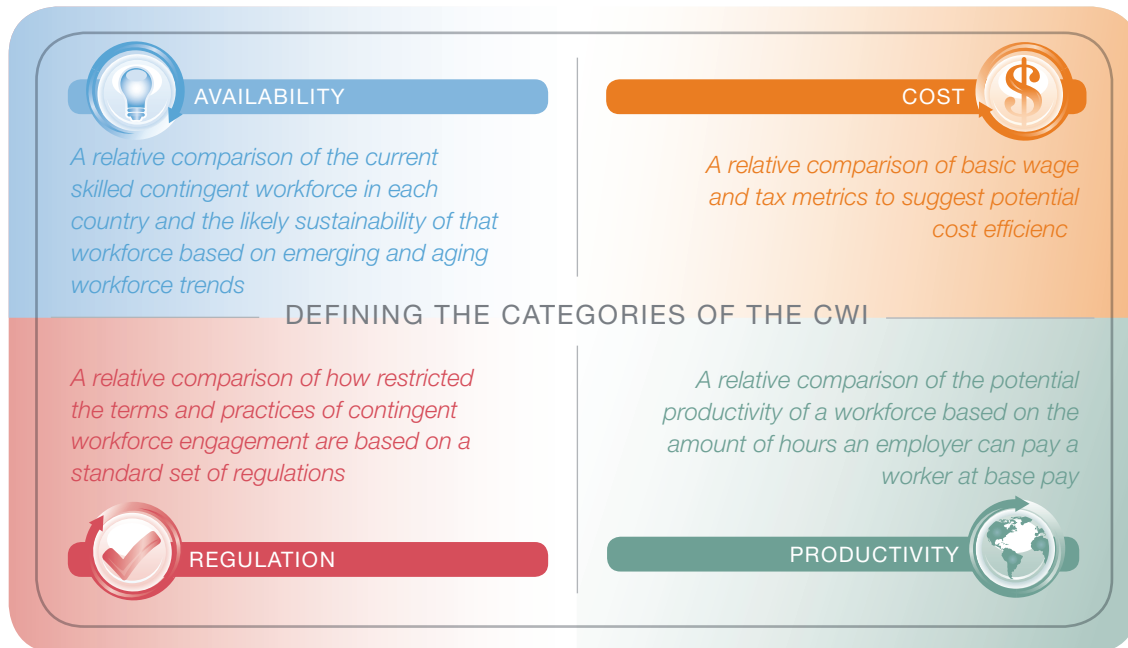 AVAILABILITY
A relative comparison of the current
skilled contingent workforce in each
country and the likely sustainability of that
workforce based on emerging and aging
workforce trends
COST
$
A relative comparison of basic wage
and tax metrics to suggest potential
cost efficienc
DEFINING THE CATEGORIES OF THE CWI
A relative comparison of how restricted
the terms and practices of contingent
workforce engagement are based on a
standard set of regulations
REGULATION
A relative comparison of the potential
productivity of a workforce based on the
amount of hours an employer can pay a
worker at base pay
PRODUCTIVITY